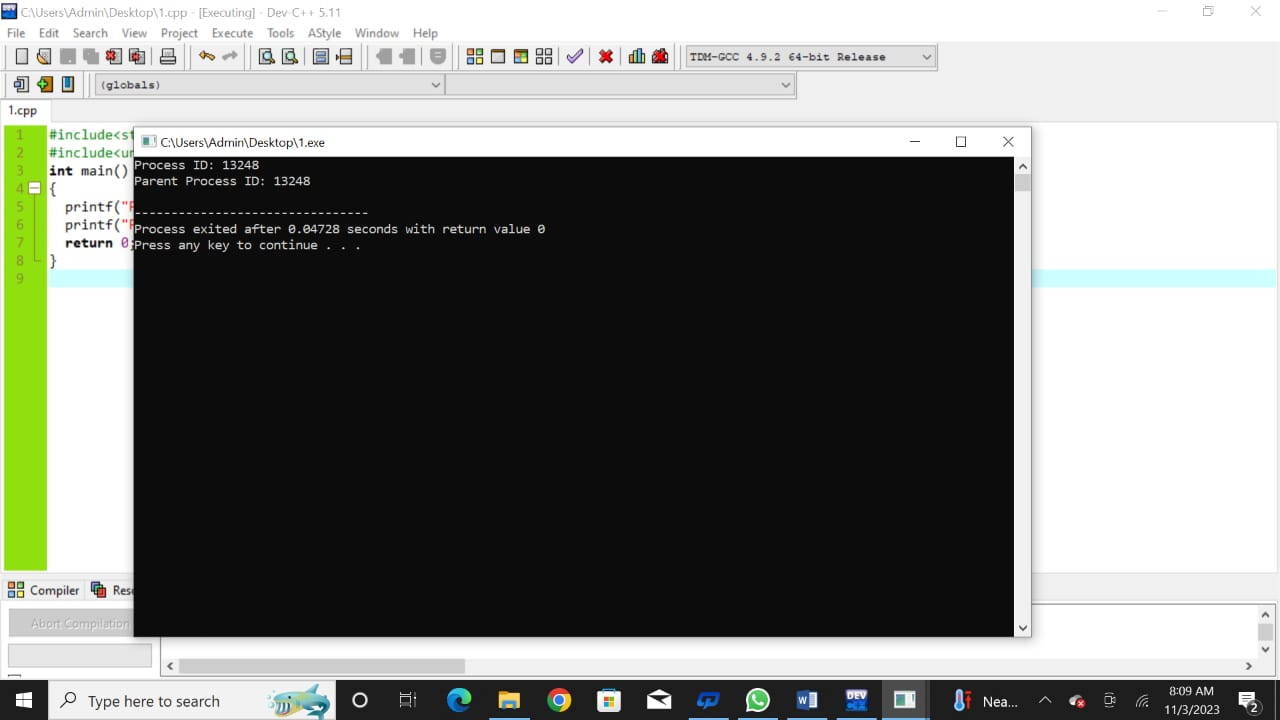 C:\Users\Admin\Desktop\1.cpp - [Executing] - Dev-C++ 5.11
File Edit Search View Project Execute Tools AStyle Window Help
TDM-GCC 4.9.2 64-bit Release
(globals)
1.cpp
1 #include<st
2 #include<un
3 int main()
4 {
5 printf("P
6 printf("P
7 return 0;
8 }
9
C:\Users\Admin\Desktop\1.exe
Process ID: 13248
Parent Process ID: 13248
--------------------------------
Process exited after 0.04728 seconds with return value 0
Press any key to continue . . .
Compiler
Abort Compilation
Type here to search
DEV
Nea...
8:09 AM
11/3/2023
2